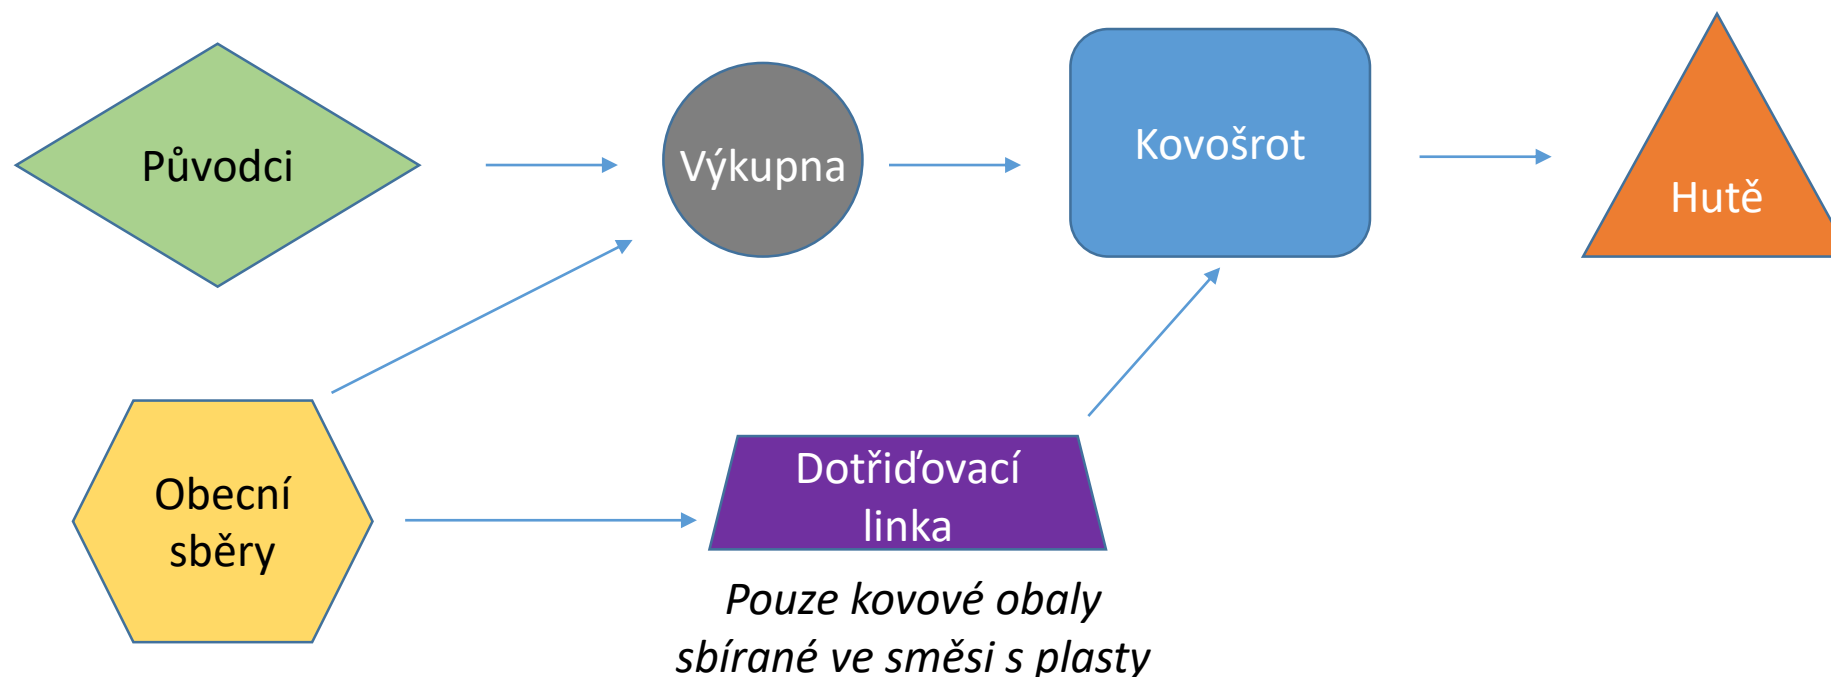 Původci
Výkupna
Kovošrot
Hutě
Obecní
sběry
Dotřiďovací
linka
Pouze kovové obaly
sbírané ve směsi s plasty